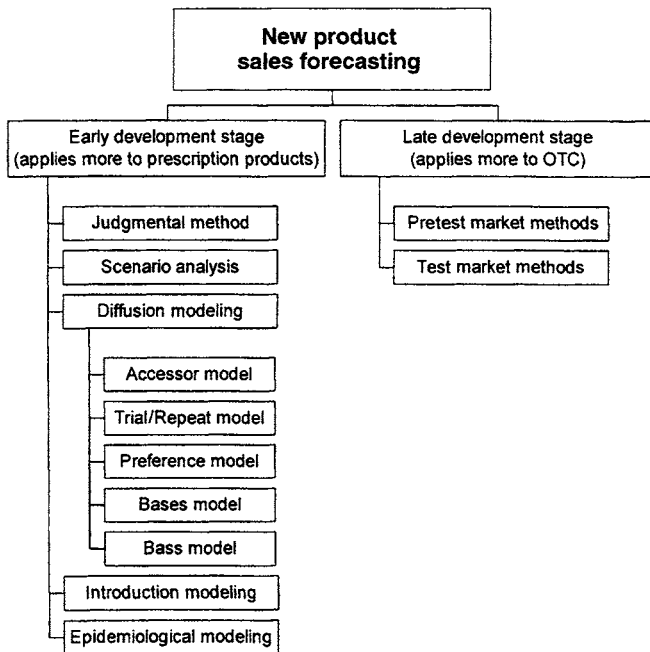 New product
sales forecasting
Early development stage
(applies more to prescription products)
Late development stage
(applies more to OTC)
Judgmental method
Scenario analysis
Diffusion modeling
Accessor model
Trial/Repeat model
Preference model
Bases model
Bass model
Introduction modeling
Epidemiological modeling
Pretest market methods
Test market methods